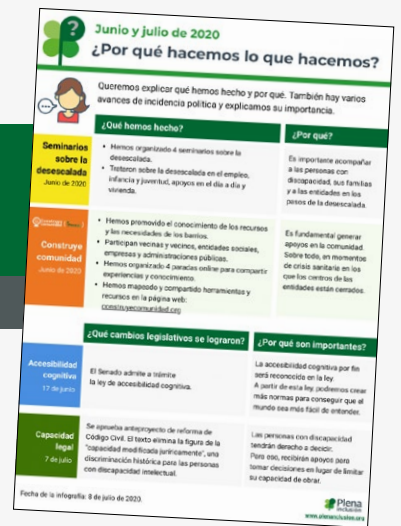 Junio y julio de 2020
¿Por qué hacemos lo que hacemos?
Queremos explicar qué hemos hecho y por qué. También hay varios
avances de incidencia política y explicamos su importancia.
¿Qué hemos hecho?
¿Por qué?
Seminarios
sobre la
desescalada
Junio de 2020
• Hemos organizado 4 seminarios sobre la
desescalada.
• Trataron sobre la desescalada en el empleo,
infancia y juventud, apoyos en el día a día y
vivienda.
Es importante acompañar
a las personas con
discapacidad, sus familias
y a las entidades en los
pasos de la desescalada.
Construye
comunidad
Junio de 2020
• Hemos promovido el conocimiento de los recursos
y las necesidades de los barrios.
• Participan vecinas y vecinos, entidades sociales,
empresas y administraciones públicas.
• Hemos organizado 4 paradas online para compartir
experiencias y conocimiento.
• Hemos mapeado y compartido herramientas y
recursos en la página web:
construyecomunidad.org
Es fundamental generar
apoyos en la comunidad.
Sobre todo, en momentos
de crisis sanitaria en los
que los centros de las
entidades están cerrados.
¿Qué cambios legislativos se lograron?
¿Por qué son importantes?
Accesibilidad
cognitiva
17 de junio
El Senado admite a trámite
la ley de accesibilidad cognitiva.
La accesibilidad cognitiva por fin
será reconocida en la ley.
A partir de esta ley, podremos crear
más normas para conseguir que el
mundo sea más fácil de entender.
Capacidad
legal
7 de julio
Se aprueba anteproyecto de reforma de
Código Civil. El texto elimina la figura de la
"capacidad modificada jurídicamente", una
discriminación histórica para las personas
con discapacidad intelectual.
Las personas con discapacidad
tendrán derecho a decidir.
Para eso, recibirán apoyos para
tomar decisiones en lugar de limitar
su capacidad de obrar.
Fecha de la infografía: 8 de julio de 2020.
Plena
inclusión
www.plenainclusion.org